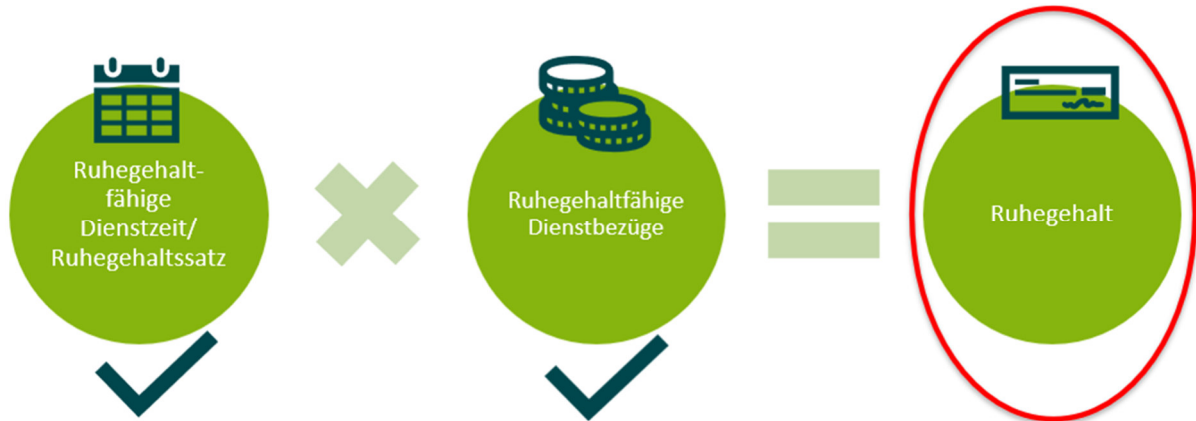 Ruhegehalt-
fähige
Dienstzeit/
Ruhegehaltssatz
Ruhegehaltfähige
Dienstbezüge
Ruhegehalt